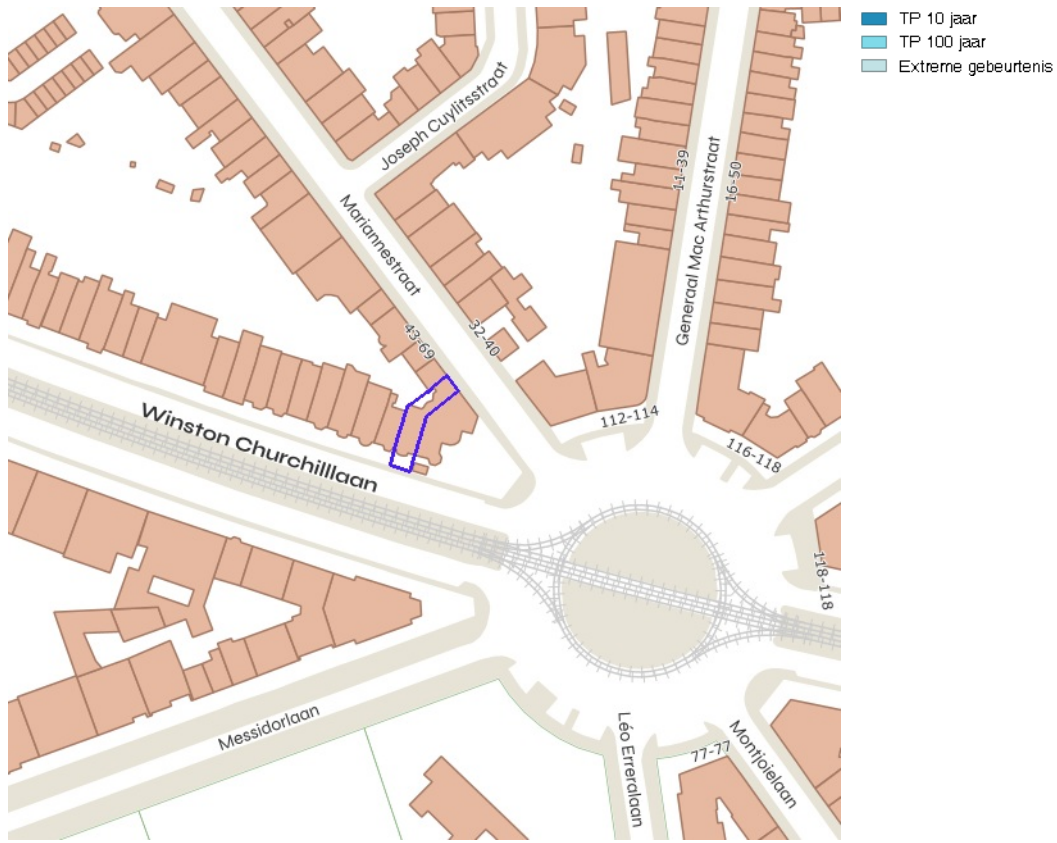 TP 10 jaar
TP 100 jaar
Extreme gebeurtenis
Joseph Cuylitsstraat
11-39
16-50
Mariannestraat
Generaal Mac Arthurstraat
43-69
32-40
Winston Churchilllaan
112-114
116-118
118-118
Messidorlaan
Léo Erreralaan
77-77
Montjoielaan